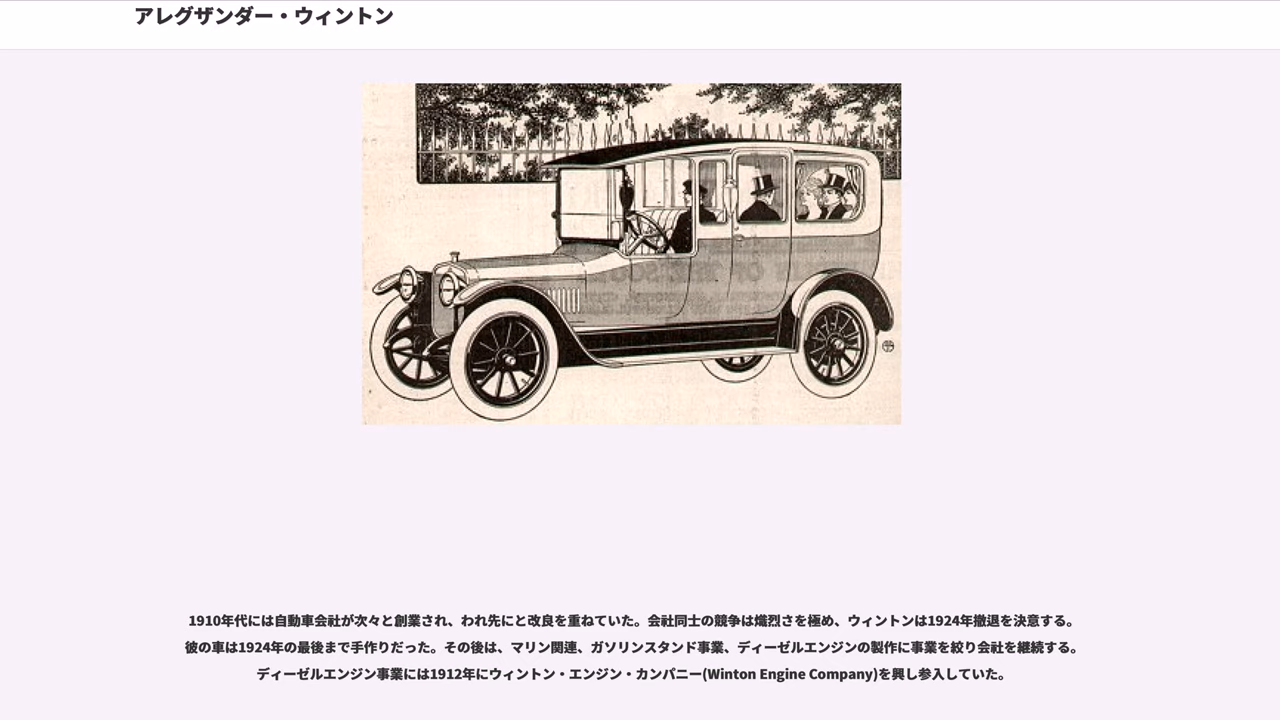 アレグザンダー・ウィントン
1910年代には自動車会社が次々と創業され、われ先にと改良を重ねていた。会社同士の競争は熾烈さを極め、ウィントンは1924年撤退を決意する。
彼の車は1924年の最後まで手作りだった。その後は、マリン関連、ガソリンスタンド事業、ディーゼルエンジンの製作に事業を絞り会社を継続する。
ディーゼルエンジン事業には1912年にウィントン・エンジン・カンパニー(Winton Engine Company)を興し参入していた。